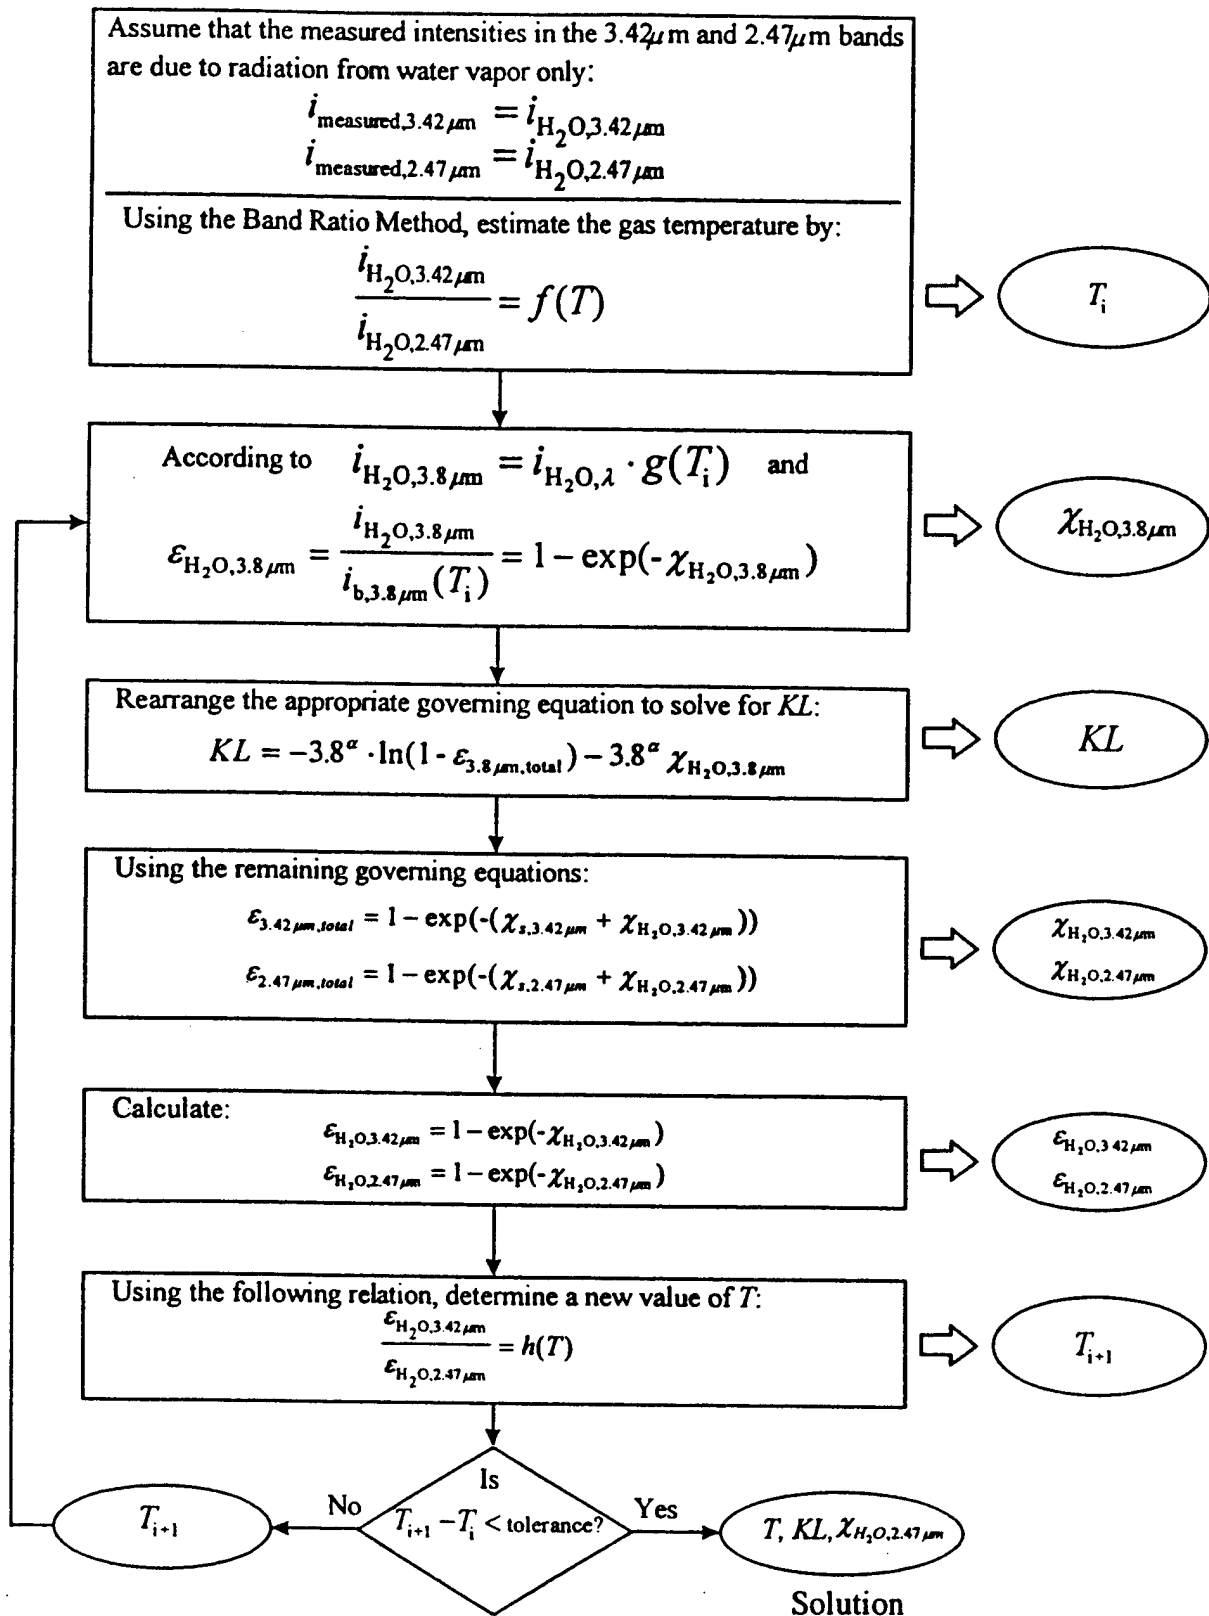 Assume that the measured intensities in the 3.42μm and 2.47μm bands
are due to radiation from water vapor only:
i_measured,3.42μm = i_H₂O,3.42μm
i_measured,2.47μm = i_H₂O,2.47μm
Using the Band Ratio Method, estimate the gas temperature by:
i_H₂O,3.42μm / i_H₂O,2.47μm = f(T)
T_i
According to i_H₂O,3.8μm = i_H₂O,λ · g(T_i) and
ε_H₂O,3.8μm = i_H₂O,3.8μm / i_b,3.8μm(T_i) = 1 − exp(-χ_H₂O,3.8μm)
χ_H₂O,3.8μm
Rearrange the appropriate governing equation to solve for KL:
KL = −3.8^α · ln(1 - ε_3.8μm,total) − 3.8^α χ_H₂O,3.8μm
KL
Using the remaining governing equations:
ε_3.42μm,total = 1 − exp(-(χ_s,3.42μm + χ_H₂O,3.42μm))
ε_2.47μm,total = 1 − exp(-(χ_s,2.47μm + χ_H₂O,2.47μm))
χ_H₂O,3.42μm
χ_H₂O,2.47μm
Calculate:
ε_H₂O,3.42μm = 1 − exp(-χ_H₂O,3.42μm)
ε_H₂O,2.47μm = 1 − exp(-χ_H₂O,2.47μm)
ε_H₂O,3.42μm
ε_H₂O,2.47μm
Using the following relation, determine a new value of T:
ε_H₂O,3.42μm / ε_H₂O,2.47μm = h(T)
T_i+1
Is
T_i+1 − T_i < tolerance?
No
T_i+1
Yes
T, KL, χ_H₂O,2.47μm
Solution